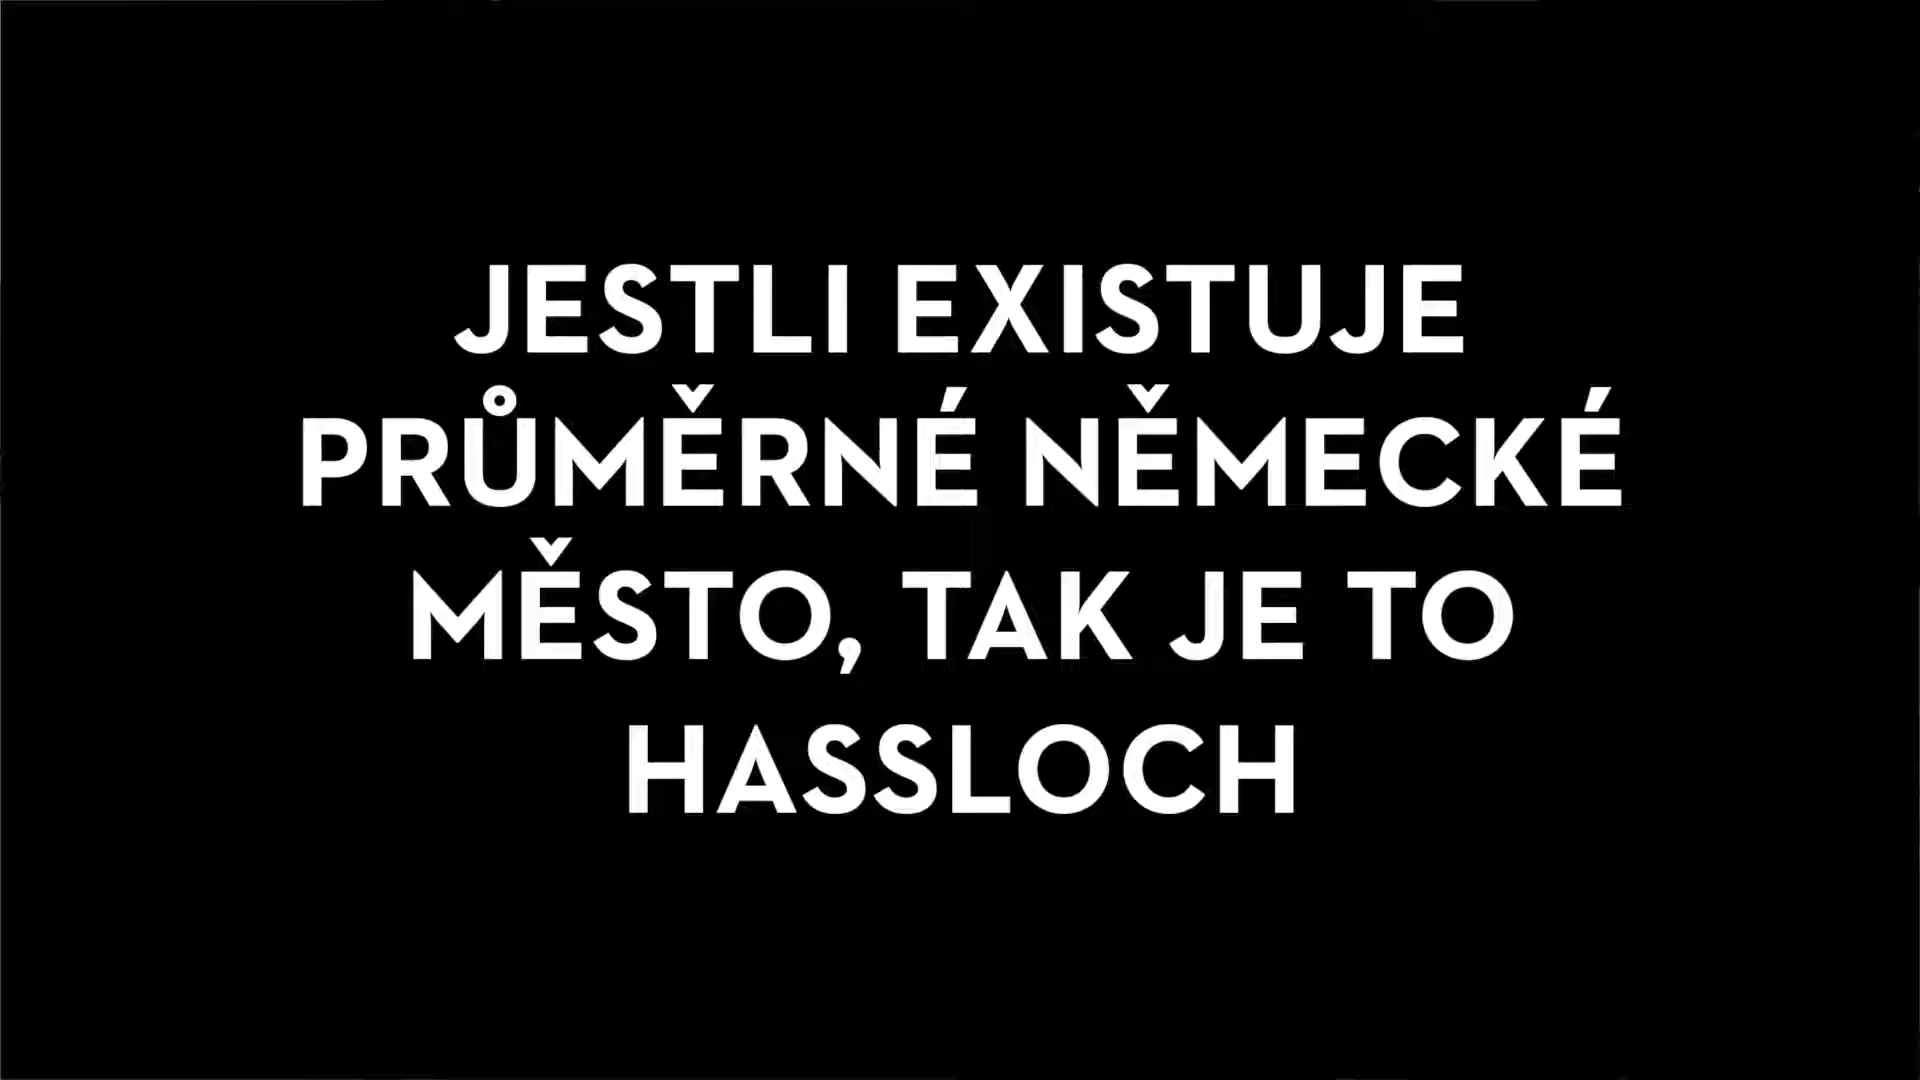 JESTLI EXISTUJE
PRŮMĚRNÉ NĚMECKÉ
MĚSTO, TAK JE TO
HASSLOCH